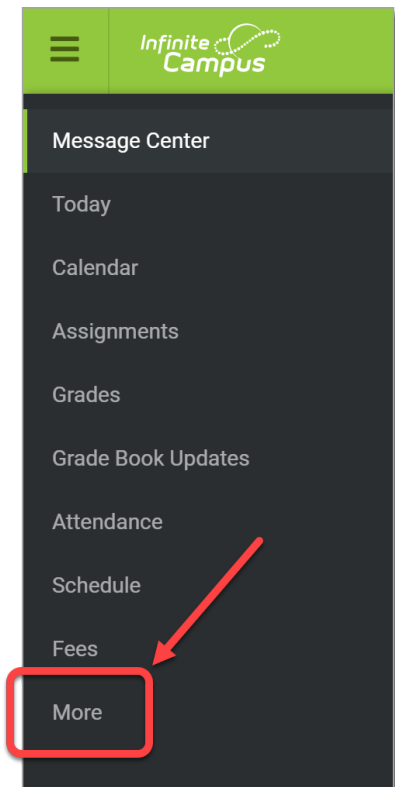 Infinite
Campus
Message Center
Today
Calendar
Assignments
Grades
Grade Book Updates
Attendance
Schedule
Fees
More